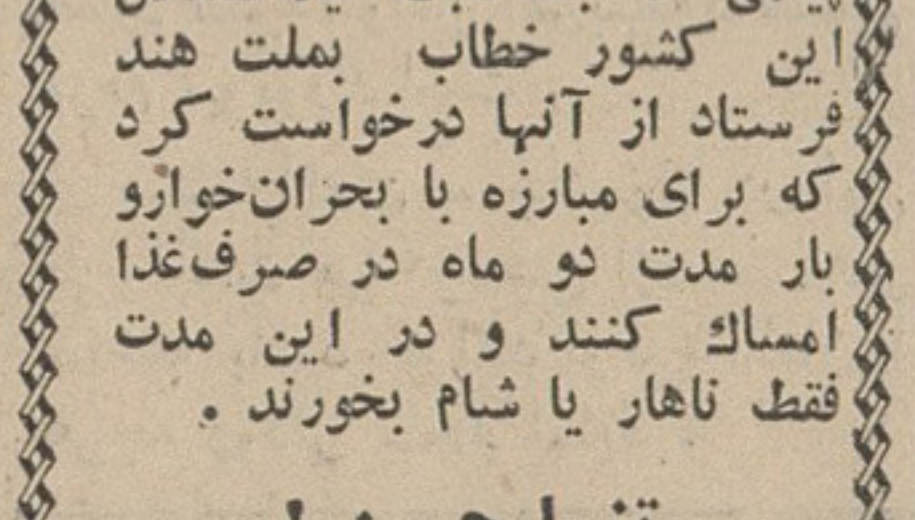 این کشور خطاب بملت هند
فرستاد از آنها درخواست کرد
که برای مبارزه با بحران‌خوارو
بار مدت دو ماه در صرف‌غذا
امساك کنند و در این مدت
فقط ناهار یا شام بخورند .